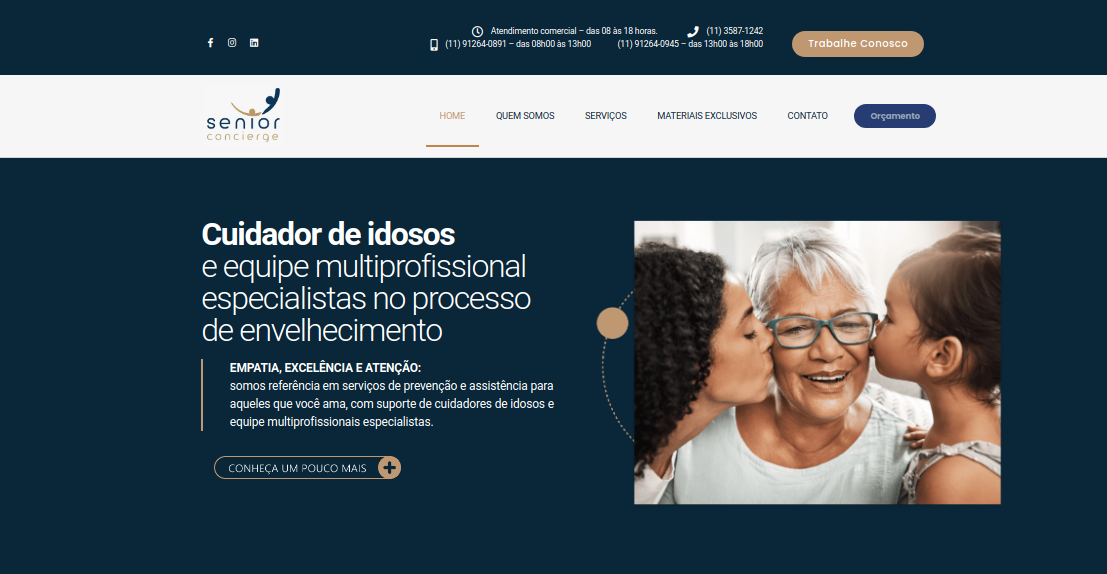 Atendimento comercial – das 08 às 18 horas.
(11) 3587-1242
(11) 91264-0891 – das 08h00 às 13h00
(11) 91264-0945 – das 13h00 às 18h00
Trabalhe Conosco
senior
concierge
HOME
QUEM SOMOS
SERVIÇOS
MATERIAIS EXCLUSIVOS
CONTATO
Orçamento
Cuidador de idosos
e equipe multiprofissional
especialistas no processo
de envelhecimento
EMPATIA, EXCELÊNCIA E ATENÇÃO:
somos referência em serviços de prevenção e assistência para
aqueles que você ama, com suporte de cuidadores de idosos e
equipe multiprofissionais especialistas.
CONHEÇA UM POUCO MAIS